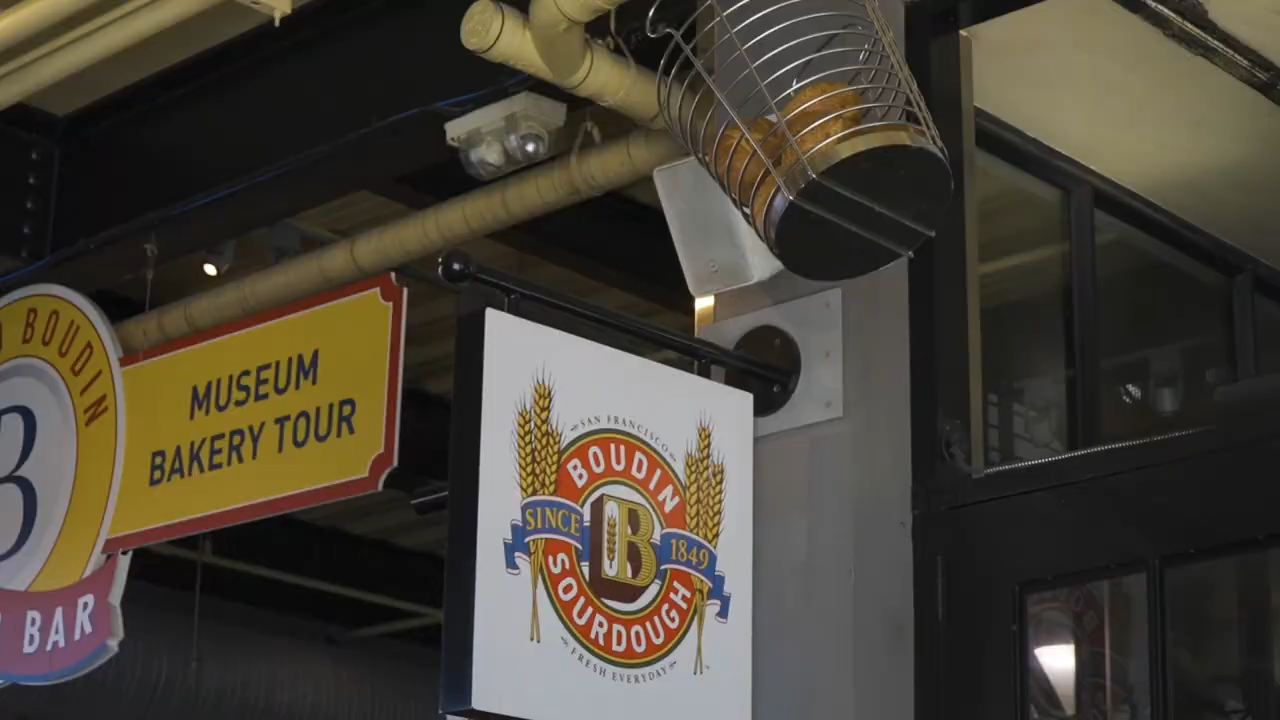 BOUDIN
B
BAR
MUSEUM
BAKERY TOUR
SAN FRANCISCO
BOUDIN
SINCE
B
1849
SOURDOUGH
FRESH EVERYDAY